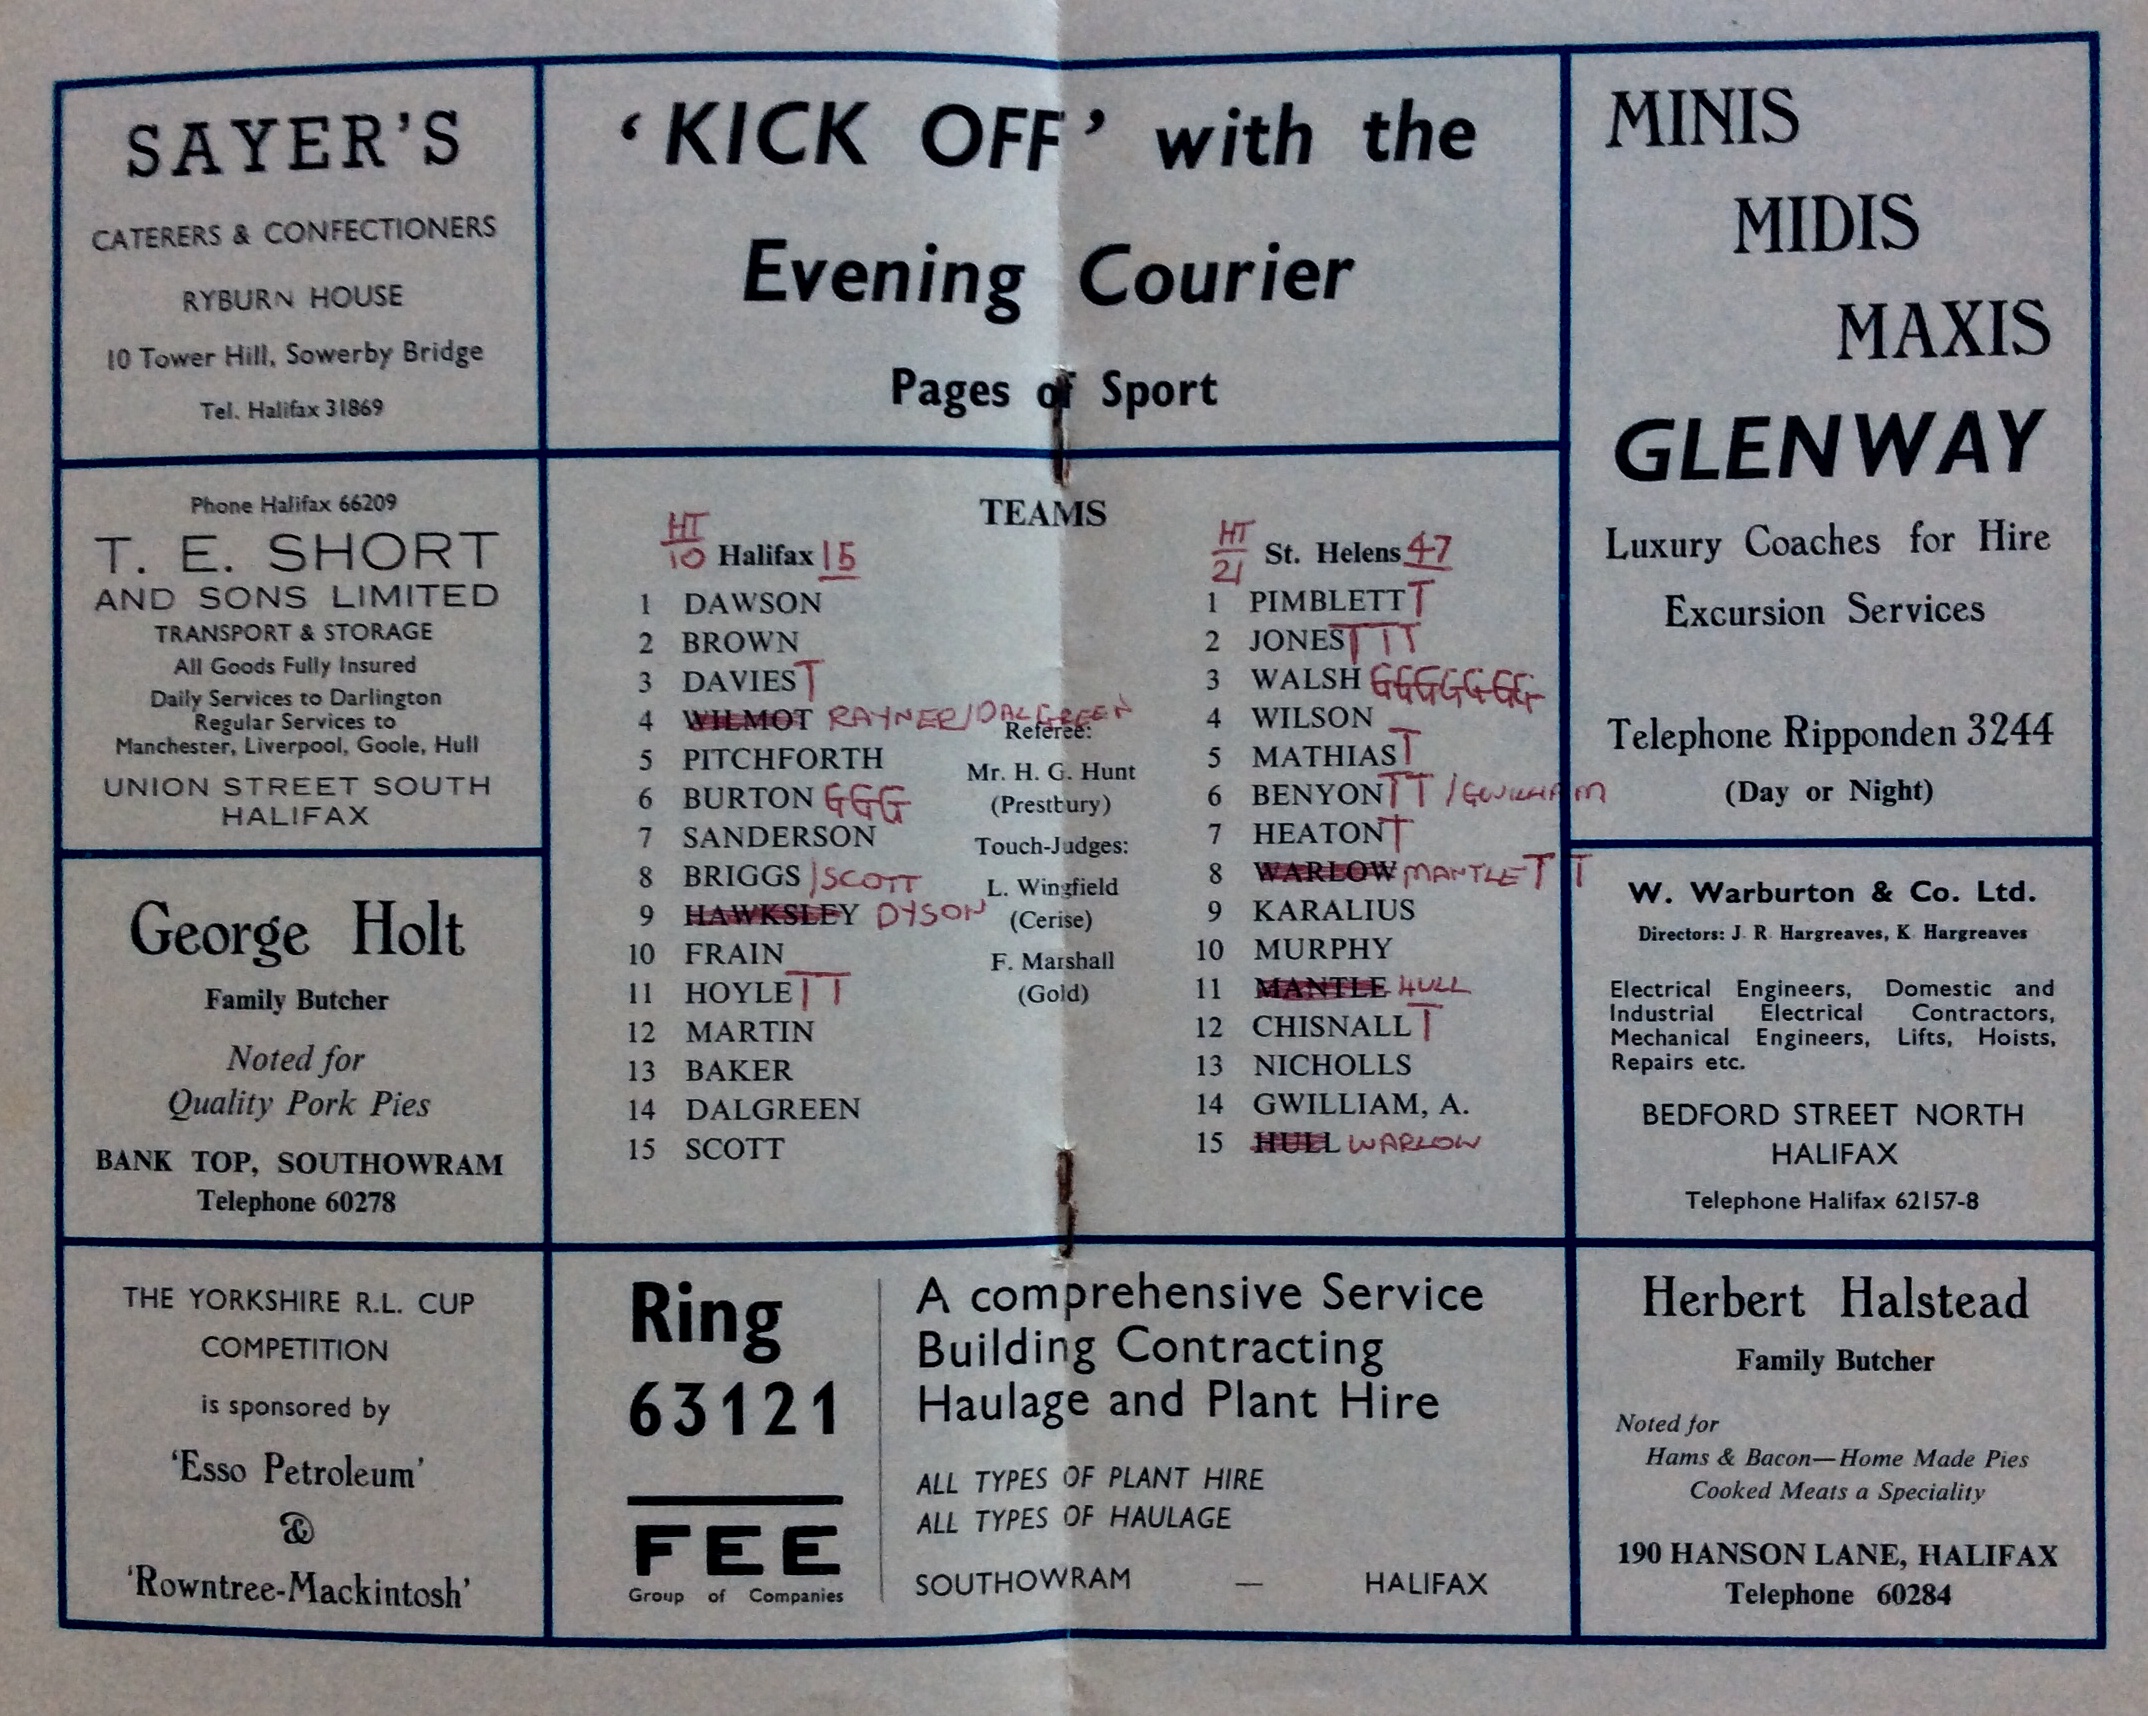 SAYER'S
CATERERS & CONFECTIONERS
RYBURN HOUSE
10 Tower Hill, Sowerby Bridge
Tel. Halifax 31869
'KICK OFF' with the
Evening Courier
Pages of Sport
MINIS
MIDIS
MAXIS
GLENWAY
Luxury Coaches for Hire
Excursion Services
Telephone Ripponden 3244
(Day or Night)
Phone Halifax 66209
T. E. SHORT
AND SONS LIMITED
TRANSPORT & STORAGE
All Goods Fully Insured
Daily Services to Darlington
Regular Services to
Manchester, Liverpool, Goole, Hull
UNION STREET SOUTH
HALIFAX
TEAMS
HT
10 Halifax 15
1 DAWSON
2 BROWN
3 DAVIES T
4 WILMOT RAYNER/DALGREEN
5 PITCHFORTH
6 BURTON GGG
7 SANDERSON
8 BRIGGS /SCOTT
9 HAWKSLEY DYSON
10 FRAIN
11 HOYLE TT
12 MARTIN
13 BAKER
14 DALGREEN
15 SCOTT
Referee:
Mr. H. G. Hunt
(Prestbury)
Touch-Judges:
L. Wingfield
(Cerise)
F. Marshall
(Gold)
HT
21 St. Helens 47
1 PIMBLETT T
2 JONES TTT
3 WALSH GGGGGGG
4 WILSON
5 MATHIAS T
6 BENYON TT /GWILLIAM
7 HEATON T
8 WARLOW MANTLE TT
9 KARALIUS
10 MURPHY
11 MANTLE HULL
12 CHISNALL T
13 NICHOLLS
14 GWILLIAM, A.
15 HULL WARLOW
George Holt
Family Butcher
Noted for
Quality Pork Pies
BANK TOP, SOUTHOWRAM
Telephone 60278
W. Warburton & Co. Ltd.
Directors: J. R. Hargreaves, K. Hargreaves
Electrical Engineers, Domestic and
Industrial Electrical Contractors,
Mechanical Engineers, Lifts, Hoists,
Repairs etc.
BEDFORD STREET NORTH
HALIFAX
Telephone Halifax 62157-8
THE YORKSHIRE R.L. CUP
COMPETITION
is sponsored by
'Esso Petroleum'
&
'Rowntree-Mackintosh'
Ring
63121
FEE
Group of Companies
A comprehensive Service
Building Contracting
Haulage and Plant Hire
ALL TYPES OF PLANT HIRE
ALL TYPES OF HAULAGE
SOUTHOWRAM — HALIFAX
Herbert Halstead
Family Butcher
Noted for
Hams & Bacon—Home Made Pies
Cooked Meats a Speciality
190 HANSON LANE, HALIFAX
Telephone 60284